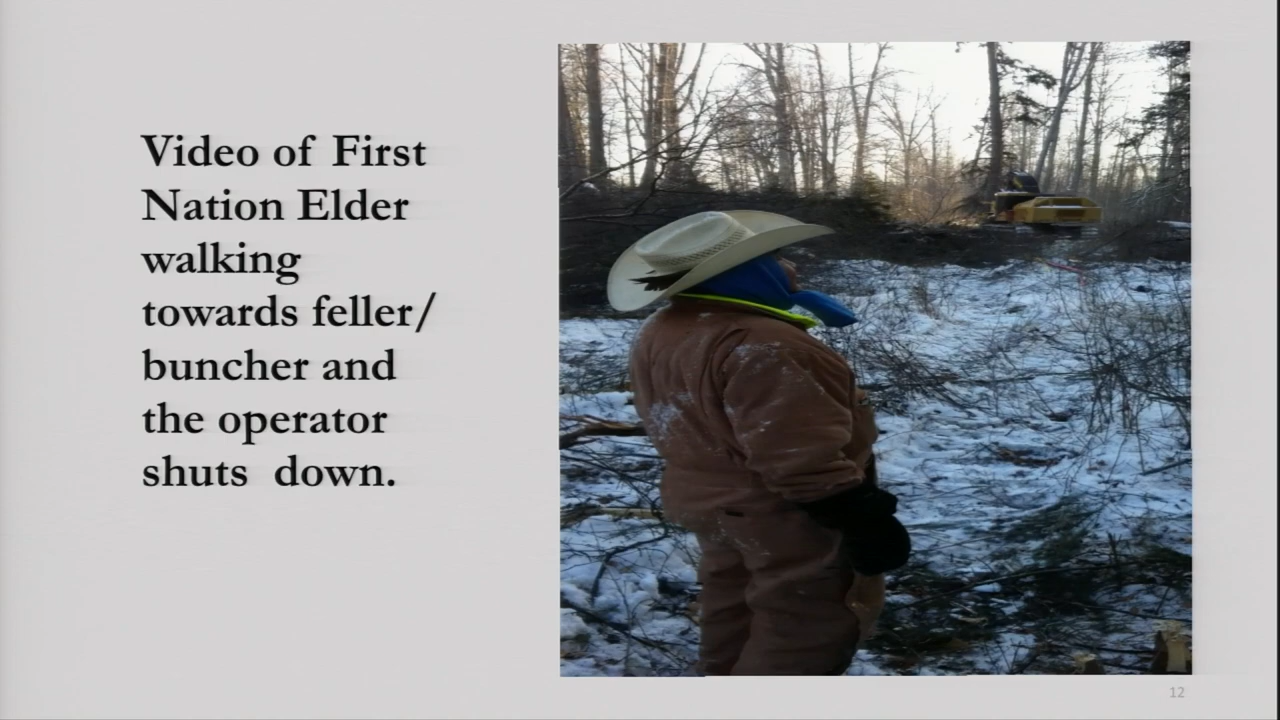 Video of First
Nation Elder
walking
towards feller/
buncher and
the operator
shuts down.
12